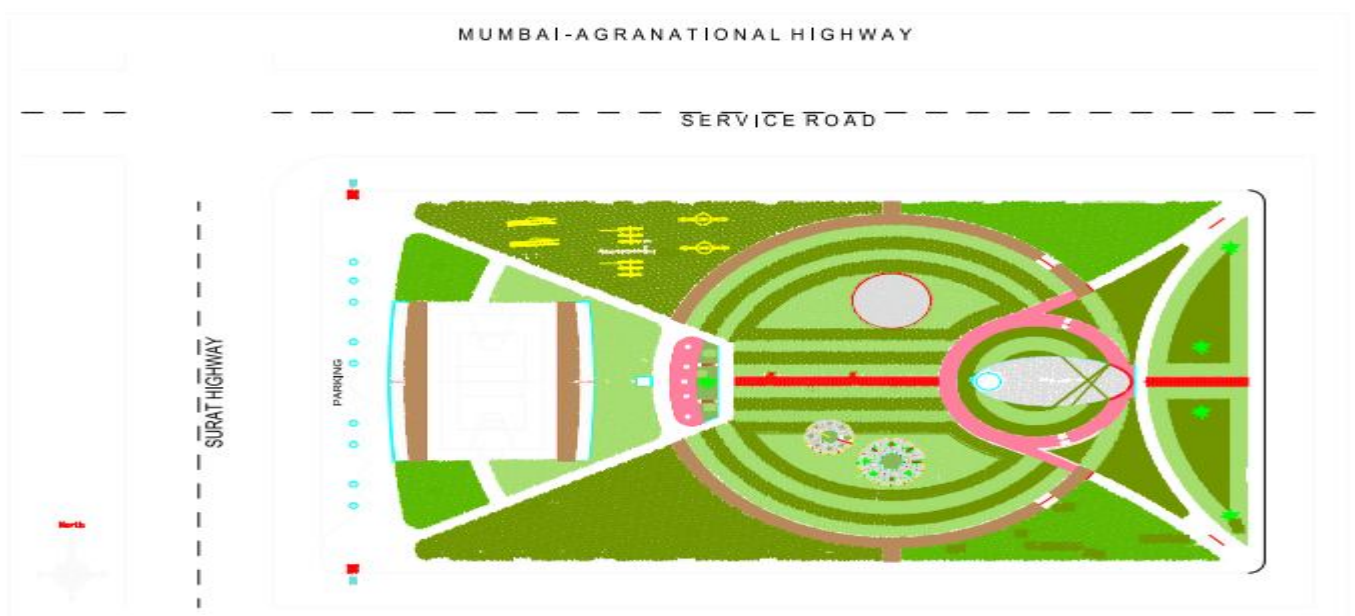 MUMBAI-AGRANATIONAL HIGHWAY
SERVICE ROAD
PARKING
SURAT HIGHWAY
North